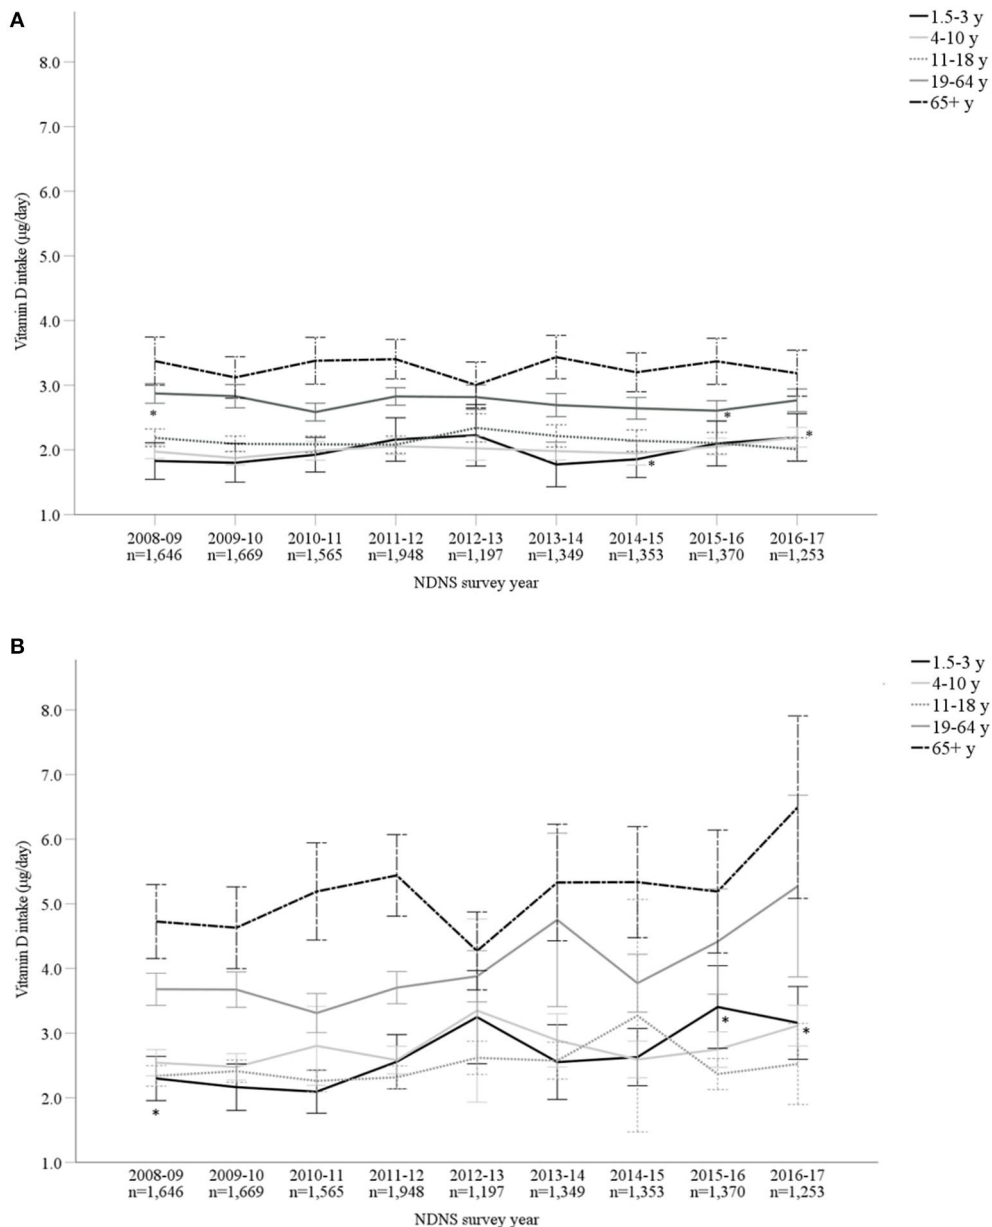 A
1.5-3 y
4-10 y
11-18 y
19-64 y
65+ y
8.0
7.0
6.0
5.0
4.0
3.0
2.0
1.0
Vitamin D intake (µg/day)
*
*
*
*
2008-09 2009-10 2010-11 2011-12 2012-13 2013-14 2014-15 2015-16 2016-17
n=1,646 n=1,669 n=1,565 n=1,948 n=1,197 n=1,349 n=1,353 n=1,370 n=1,253
NDNS survey year
B
1.5-3 y
4-10 y
11-18 y
19-64 y
65+ y
8.0
7.0
6.0
5.0
4.0
3.0
2.0
1.0
Vitamin D intake (µg/day)
*
*
*
2008-09 2009-10 2010-11 2011-12 2012-13 2013-14 2014-15 2015-16 2016-17
n=1,646 n=1,669 n=1,565 n=1,948 n=1,197 n=1,349 n=1,353 n=1,370 n=1,253
NDNS survey year